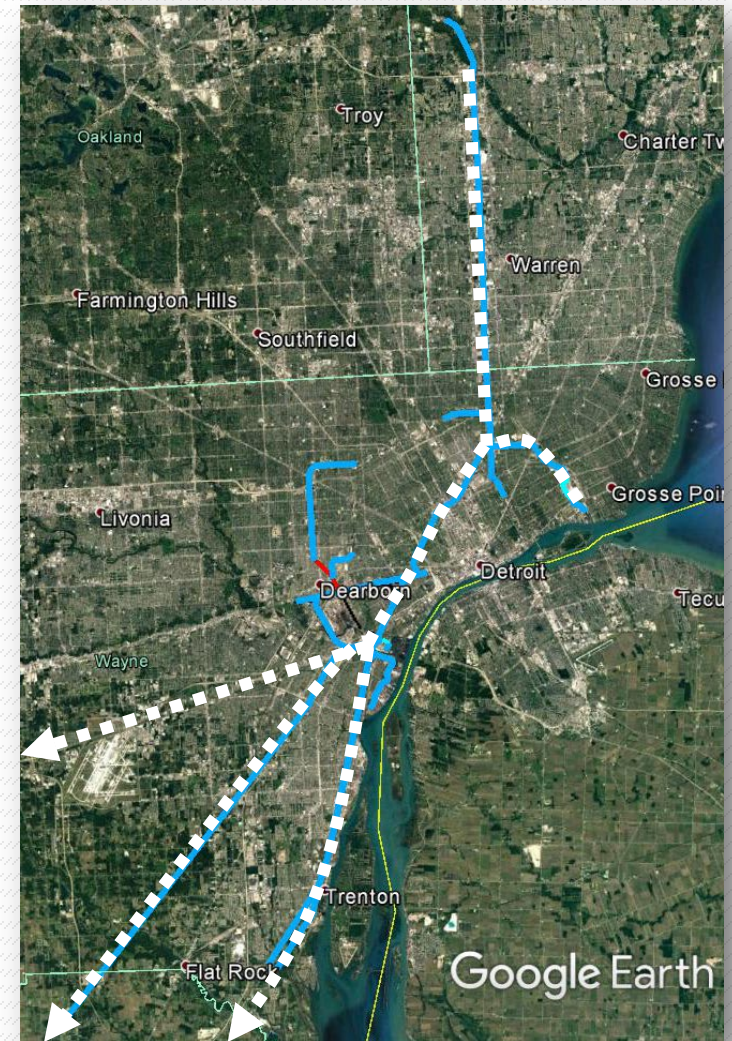 Troy
Oakland
Charter Tw
Warren
Farmington Hills
Southfield
Grosse
Grosse Poin
Livonia
Detroit
Dearborn
Tecu
Wayne
Trenton
Flat Rock
Google Earth